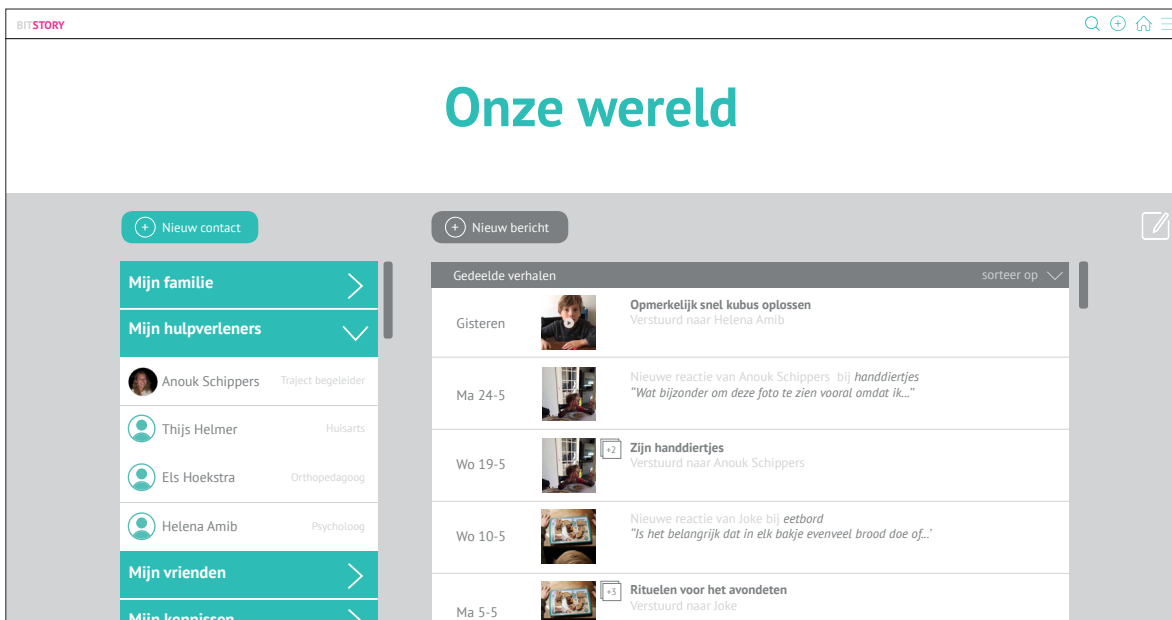 BITSTORY
Onze wereld
Nieuw contact
Nieuw bericht
Mijn familie
Mijn hulpverleners
Anouk Schippers Traject begeleider
Thijs Helmer Huisarts
Els Hoekstra Orthopedagoog
Helena Amib Psycholoog
Mijn vrienden
Mijn kennissen
Gedeelde verhalen sorteer op
Gisteren
Opmerkelijk snel kubus oplossen
Verstuurd naar Helena Amib
Ma 24-5
Nieuwe reactie van Anouk Schippers bij handdiertjes
"Wat bijzonder om deze foto te zien vooral omdat ik..."
Wo 19-5
+2
Zijn handdiertjes
Verstuurd naar Anouk Schippers
Wo 10-5
Nieuwe reactie van Joke bij eetbord
"Is het belangrijk dat in elk bakje evenveel brood doe of..'
Ma 5-5
+3
Rituelen voor het avondeten
Verstuurd naar Joke